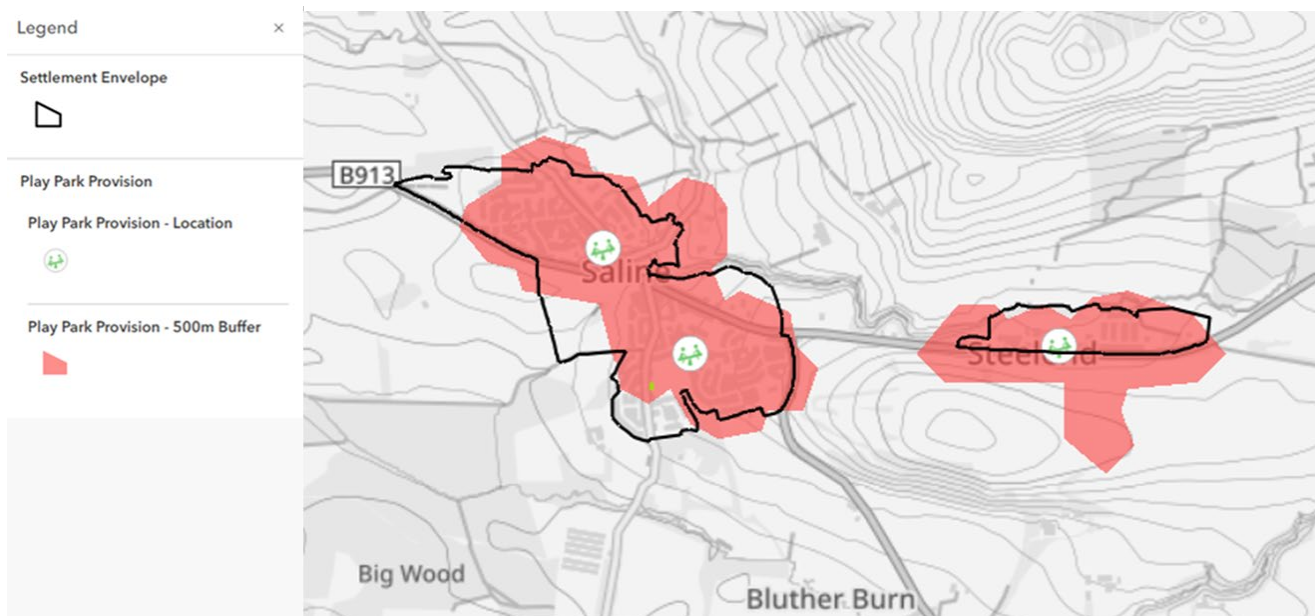 Legend
Settlement Envelope
Play Park Provision
Play Park Provision - Location
Play Park Provision - 500m Buffer
B913
Saline
Steelend
Big Wood
Bluther Burn